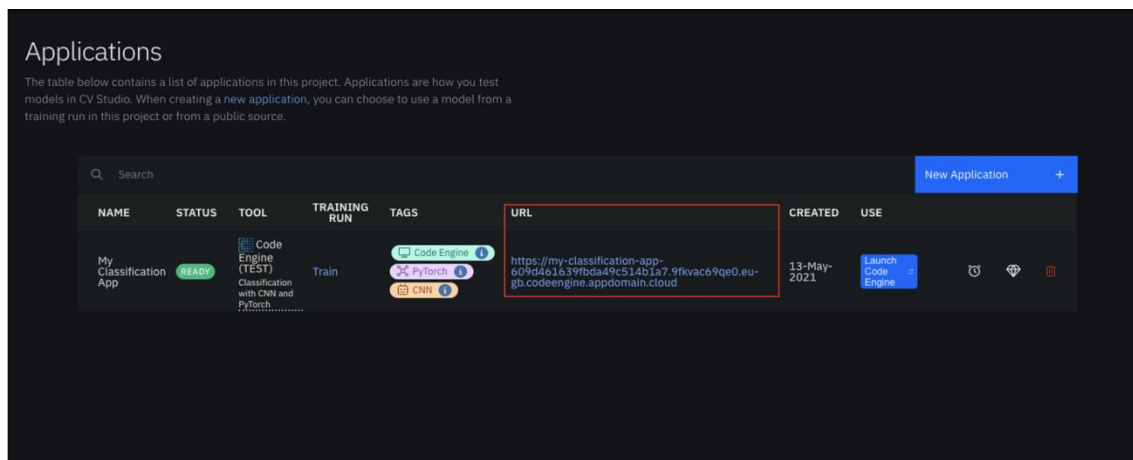 Applications
The table below contains a list of applications in this project. Applications are how you test
models in CV Studio. When creating a new application, you can choose to use a model from a
training run in this project or from a public source.
Search
New Application +
NAME STATUS TOOL TRAINING RUN TAGS URL CREATED USE
My
Classification
App
READY
Code
Engine
(TEST)
Classification
with CNN and
PyTorch
Train
Code Engine
PyTorch
CNN
https://my-classification-app-
609d461639fbda49c514b1a7.9fkvac69qe0.eu-
gb.codeengine.appdomain.cloud
13-May-
2021
Launch
Code
Engine